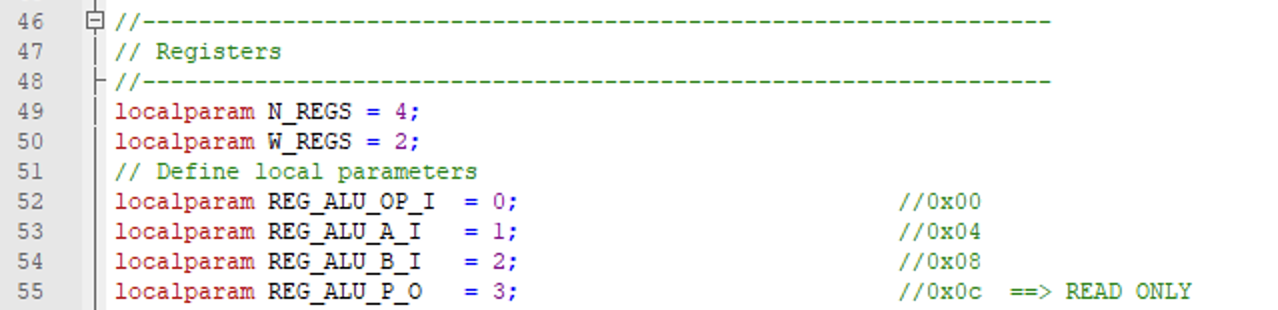 46 //------------------------------------------------------------------
47 // Registers
48 //------------------------------------------------------------------
49 localparam N_REGS = 4;
50 localparam W_REGS = 2;
51 // Define local parameters
52 localparam REG_ALU_OP_I  = 0;                            //0x00
53 localparam REG_ALU_A_I   = 1;                            //0x04
54 localparam REG_ALU_B_I   = 2;                            //0x08
55 localparam REG_ALU_P_O   = 3;                            //0x0c  ==> READ ONLY